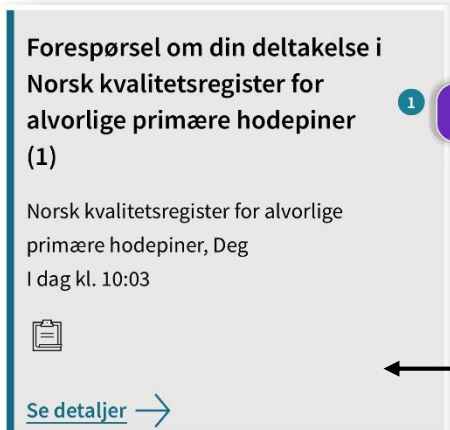 Forespørsel om din deltakelse i
Norsk kvalitetsregister for
alvorlige primære hodepiner
(1)
1
Norsk kvalitetsregister for alvorlige
primære hodepiner, Deg
I dag kl. 10:03
Se detaljer